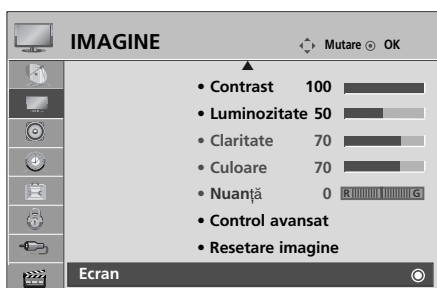 IMAGINE
Mutare OK
• Contrast 100
• Luminozitate 50
• Claritate 70
• Culoare 70
• Nuanță 0 R G
• Control avansat
• Resetare imagine
Ecran